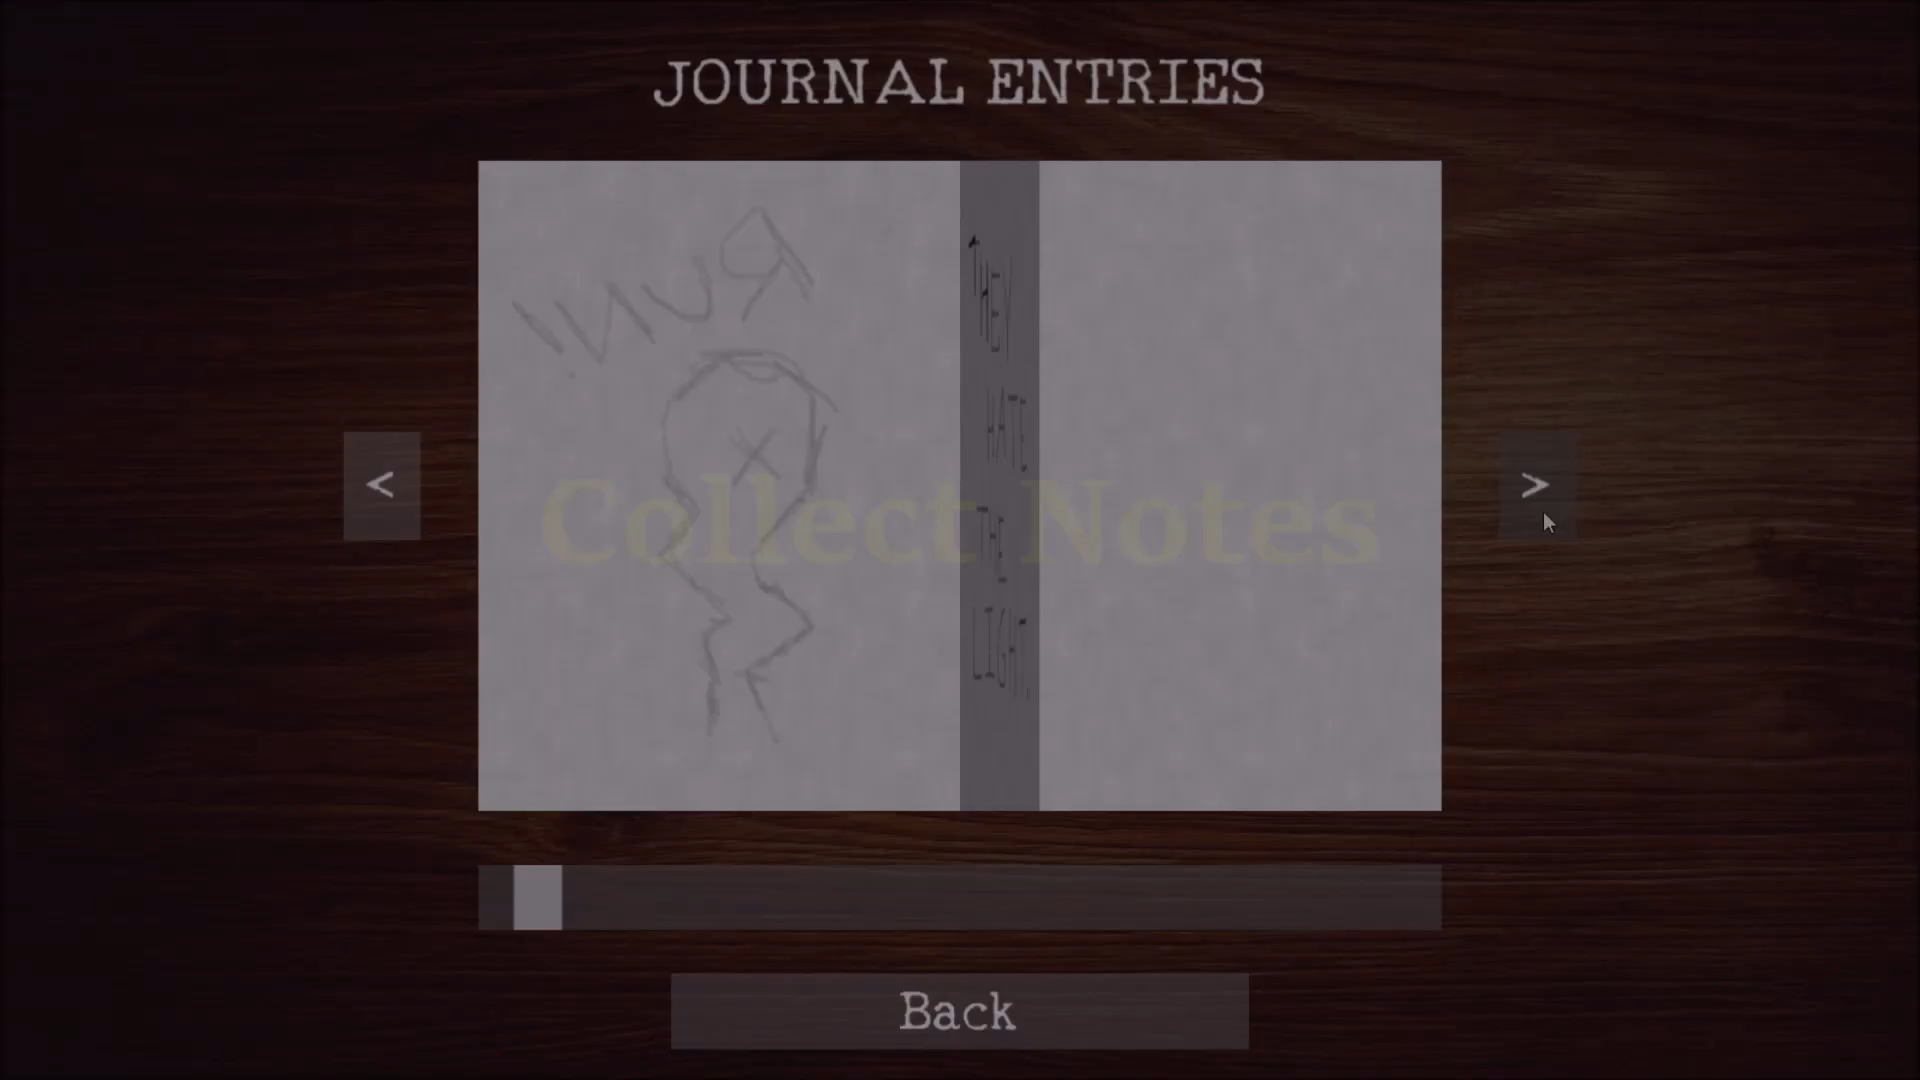 JOURNAL ENTRIES
RUN!
THEY
HATE
THE
LIGHT
Collect Notes
<
>
Back